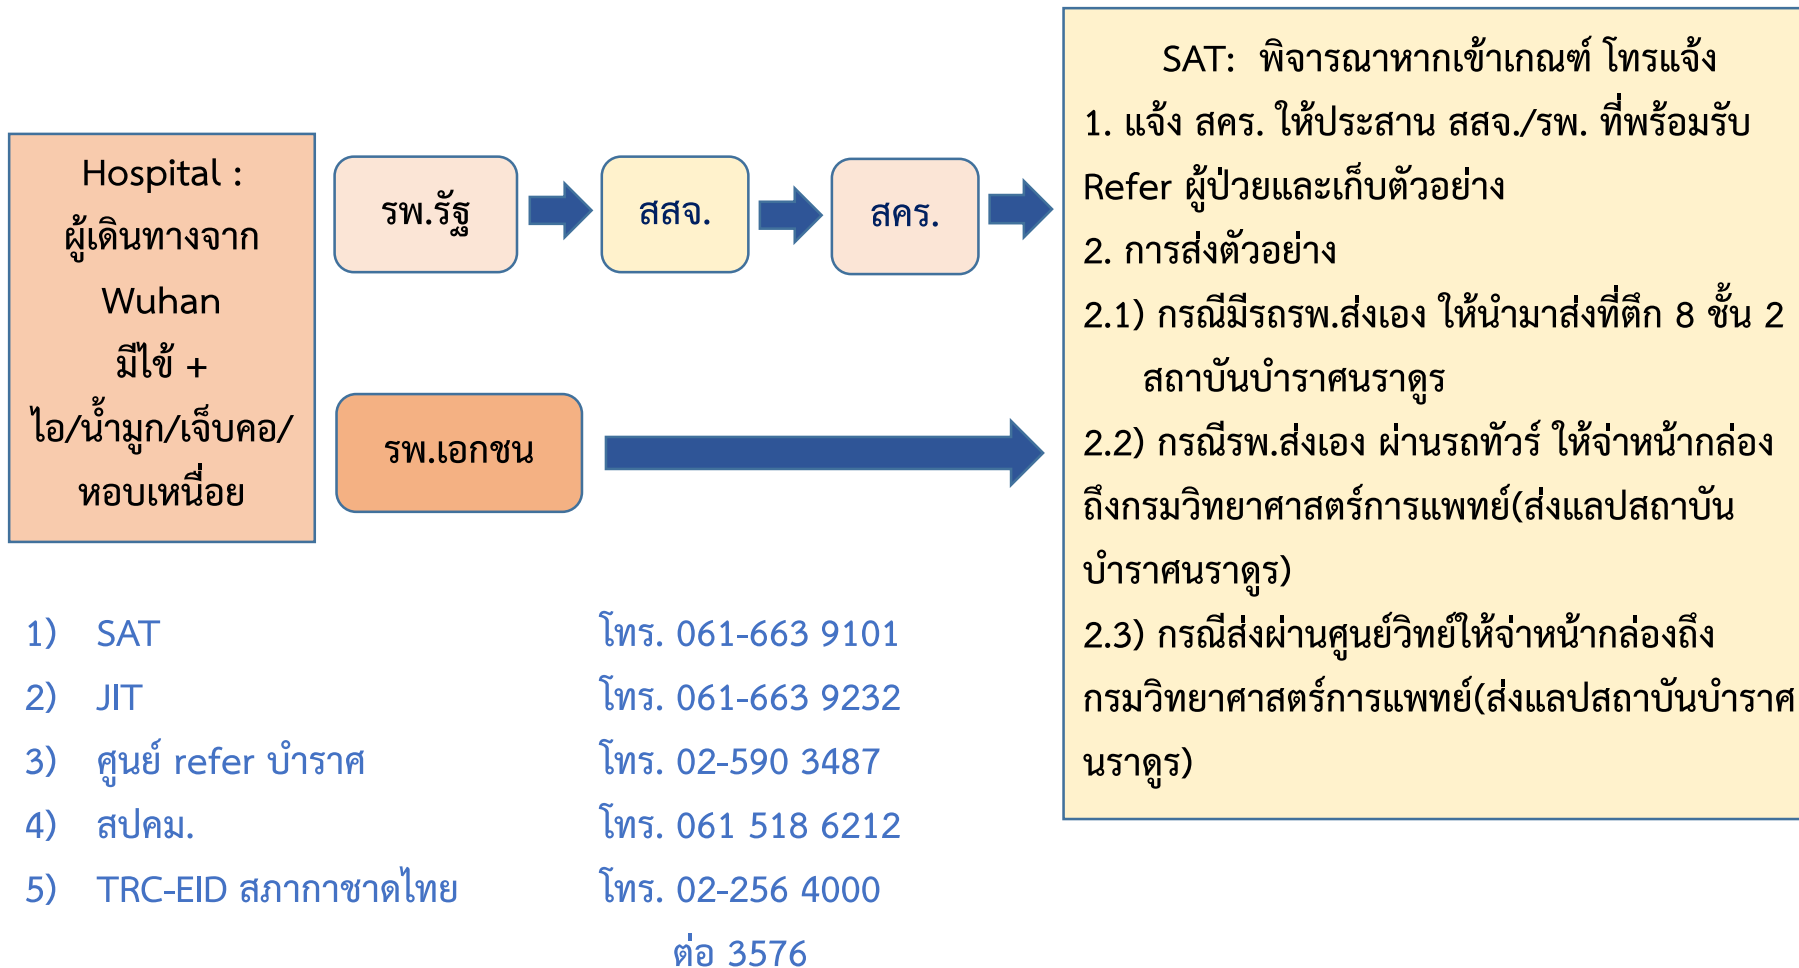 Hospital :
ผู้เดินทางจาก
Wuhan
มีไข้ +
ไอ/น้ำมูก/เจ็บคอ/
หอบเหนื่อย
รพ.รัฐ
สสจ.
สคร.
รพ.เอกชน
SAT: พิจารณาหากเข้าเกณฑ์ โทรแจ้ง
1. แจ้ง สคร. ให้ประสาน สสจ./รพ. ที่พร้อมรับ
Refer ผู้ป่วยและเก็บตัวอย่าง
2. การส่งตัวอย่าง
2.1) กรณีมีรถรพ.ส่งเอง ให้นำมาส่งที่ตึก 8 ชั้น 2
สถาบันบำราศนราดูร
2.2) กรณีรพ.ส่งเอง ผ่านรถทัวร์ ให้จ่าหน้ากล่อง
ถึงกรมวิทยาศาสตร์การแพทย์(ส่งแลปสถาบัน
บำราศนราดูร)
2.3) กรณีส่งผ่านศูนย์วิทย์ให้จ่าหน้ากล่องถึง
กรมวิทยาศาสตร์การแพทย์(ส่งแลปสถาบันบำราศ
นราดูร)
1) SAT โทร. 061-663 9101
2) JIT โทร. 061-663 9232
3) ศูนย์ refer บำราศ โทร. 02-590 3487
4) สปคม. โทร. 061 518 6212
5) TRC-EID สภากาชาดไทย โทร. 02-256 4000
ต่อ 3576